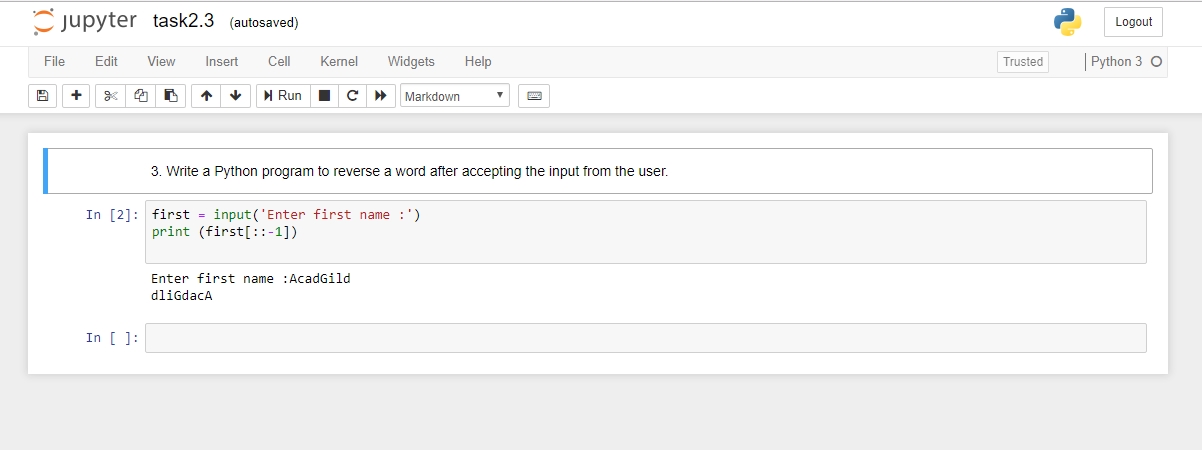 jupyter task2.3 (autosaved) Logout
File Edit View Insert Cell Kernel Widgets Help Trusted Python 3
Run Markdown
3. Write a Python program to reverse a word after accepting the input from the user.
In [2]: first = input('Enter first name :')
print (first[::-1])
Enter first name :AcadGild
dliGdacA
In [ ]: